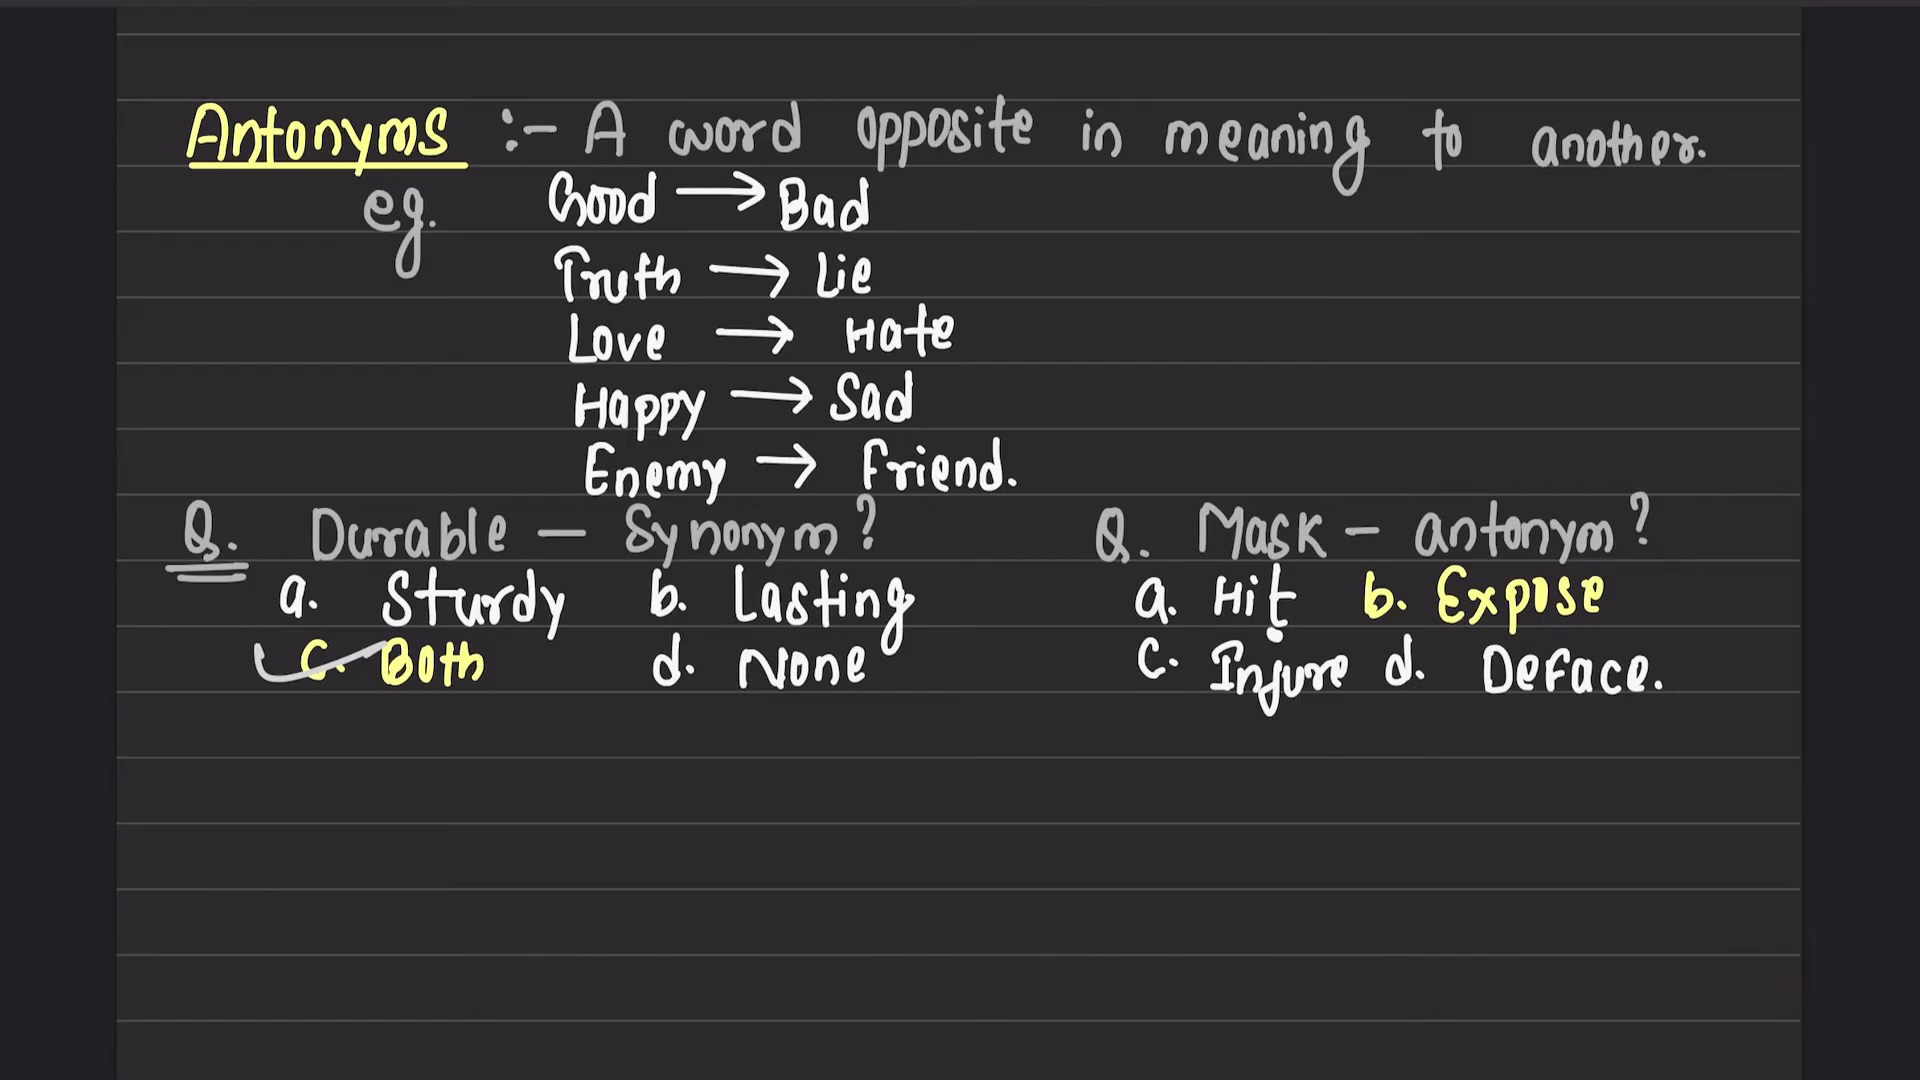 Antonyms :- A word opposite in meaning to another.
eg. Good → Bad
Truth → Lie
Love → Hate
Happy → Sad
Enemy → Friend.
Q. Durable - Synonym?
a. Sturdy b. Lasting
c. Both d. None
Q. Mask - antonym?
a. Hit b. Expose
c. Injure d. Deface.